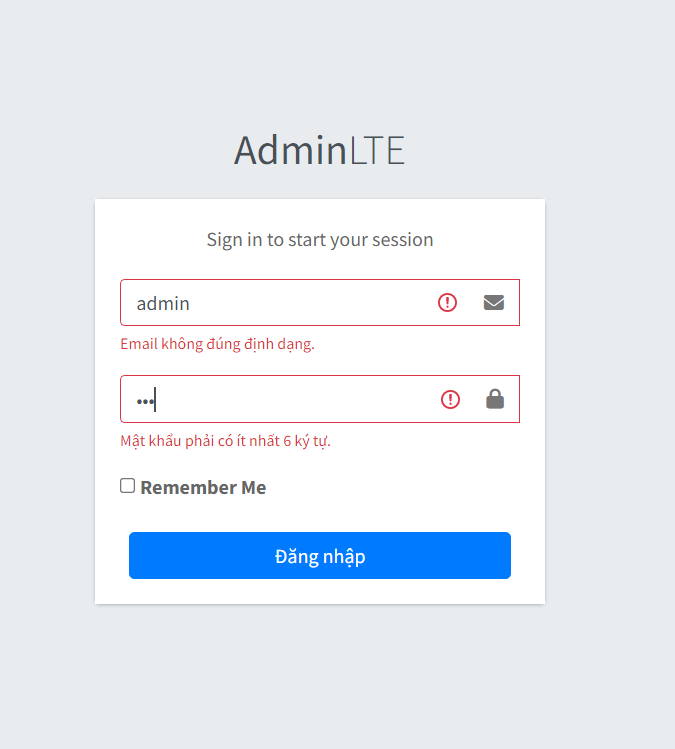 AdminLTE
Sign in to start your session
admin
Email không đúng định dạng.
•••
Mật khẩu phải có ít nhất 6 ký tự.
Remember Me
Đăng nhập